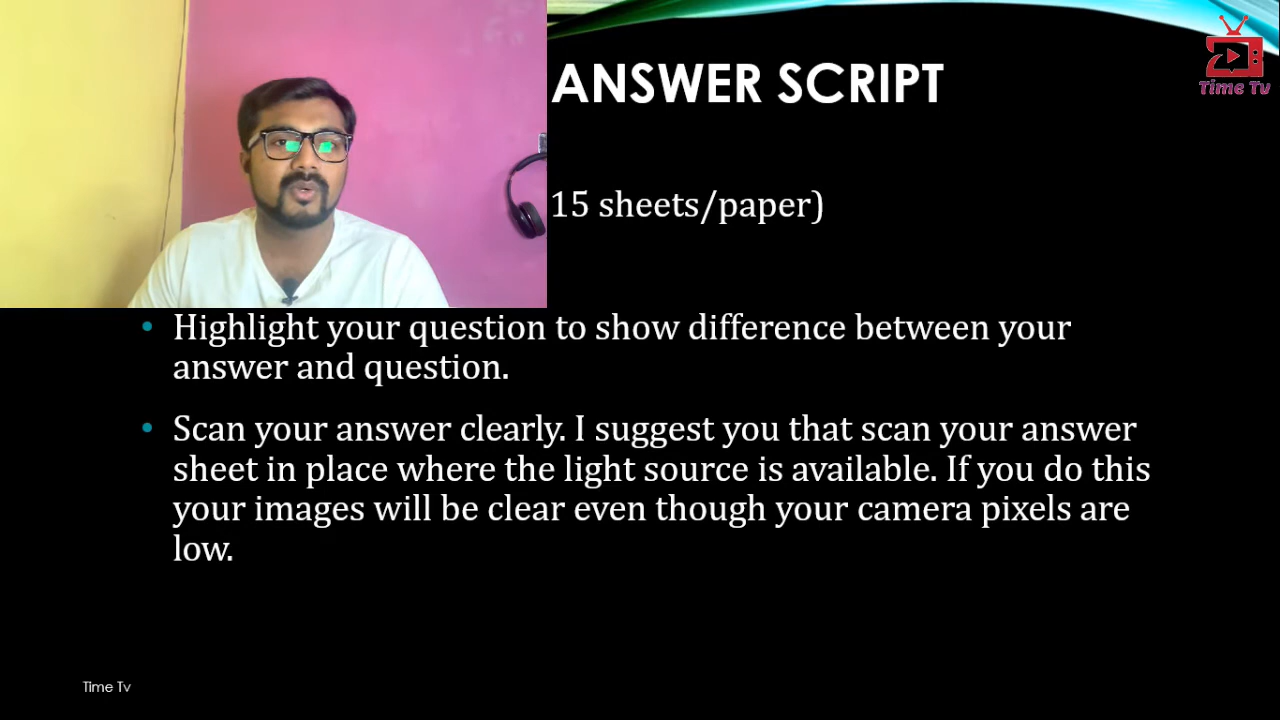 ANSWER SCRIPT
Time Tv
15 sheets/paper)
• Highlight your question to show difference between your
answer and question.
• Scan your answer clearly. I suggest you that scan your answer
sheet in place where the light source is available. If you do this
your images will be clear even though your camera pixels are
low.
Time Tv